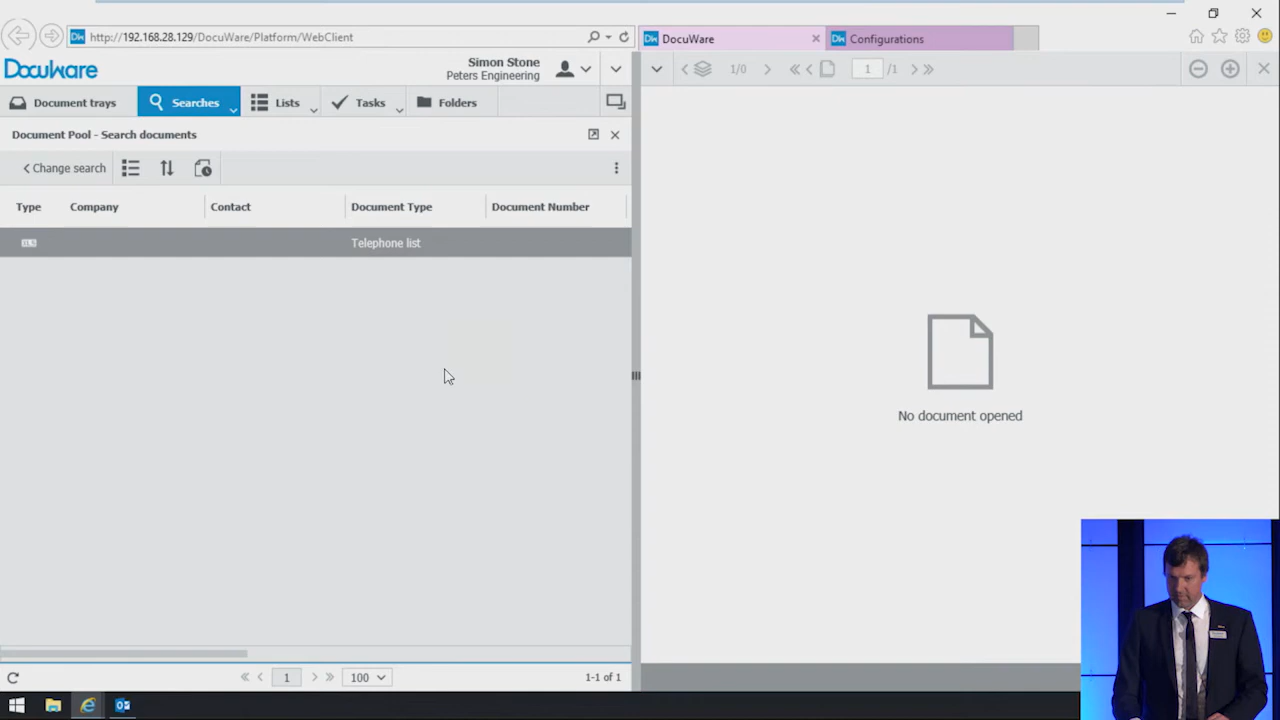 http://192.168.28.129/DocuWare/Platform/WebClient
DocuWare
Configurations
DocuWare
Simon Stone
Peters Engineering
1/0
1
/1
Document trays
Searches
Lists
Tasks
Folders
Document Pool - Search documents
Change search
Type
Company
Contact
Document Type
Document Number
XLS
Telephone list
No document opened
1
100
1-1 of 1